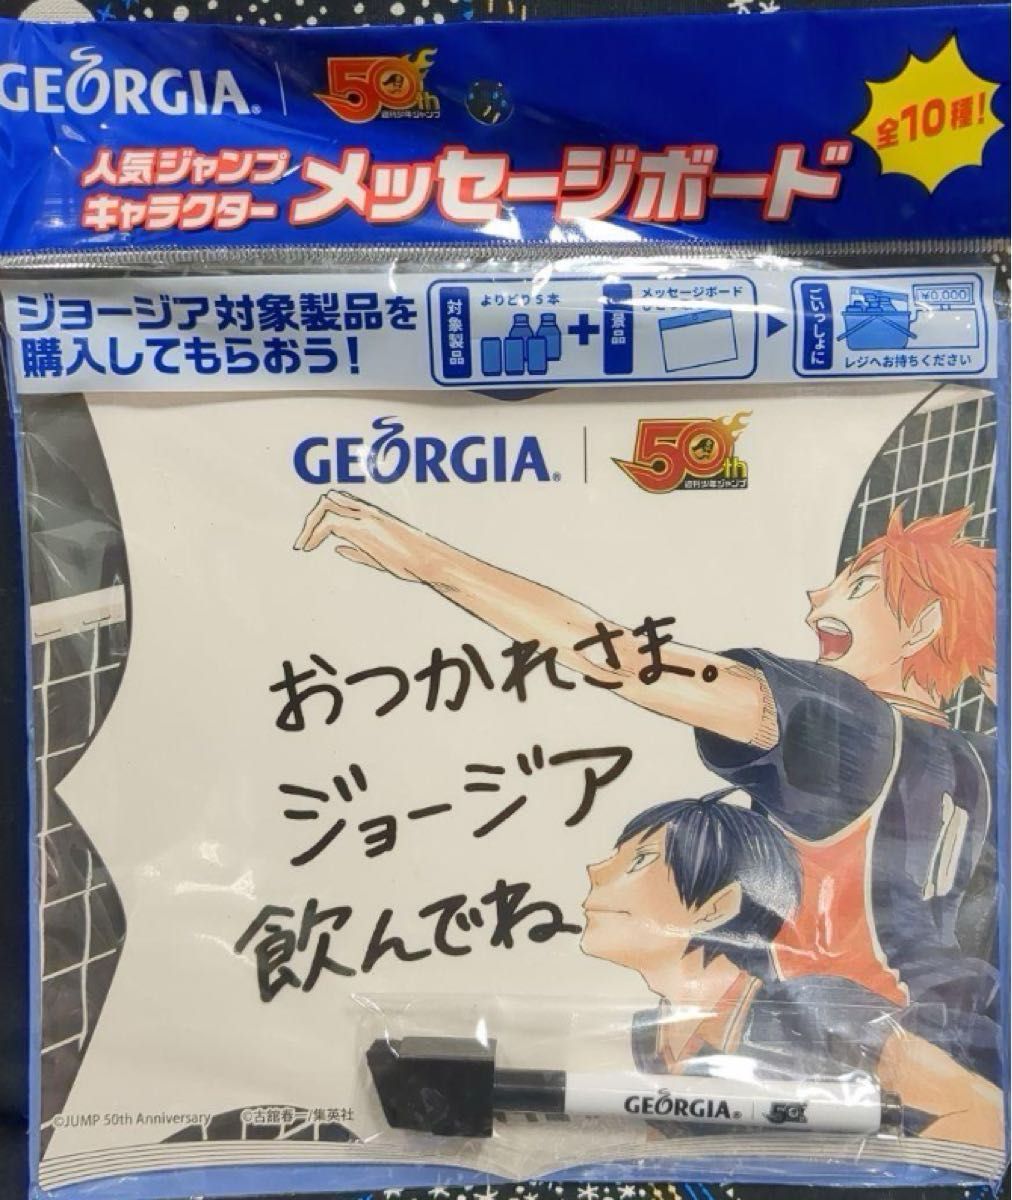 GEORGIA®
50th
週刊少年ジャンプ
全10種!
人気ジャンプ
キャラクター
メッセージボード
ジョージア対象製品を
購入してもらおう!
対象製品
よりどり5本
+
景品
メッセージボード
ごいっしょに
¥0,000
レジへお持ちください
GEORGIA®
50th
週刊少年ジャンプ
おつかれさま。
ジョージア
飲んでね
GEORGIA®
50th
©JUMP 50th Anniversary
©古舘春一/集英社